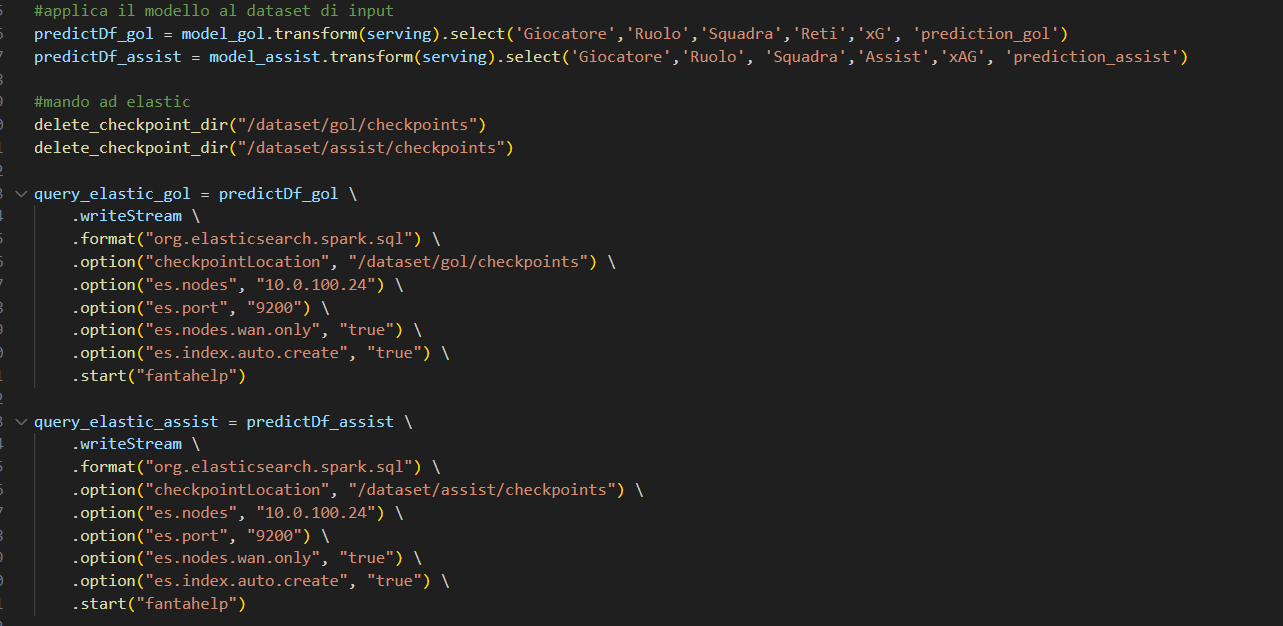 #applica il modello al dataset di input
predictDf_gol = model_gol.transform(serving).select('Giocatore','Ruolo','Squadra','Reti','xG', 'prediction_gol')
predictDf_assist = model_assist.transform(serving).select('Giocatore','Ruolo', 'Squadra','Assist','xAG', 'prediction_assist')
#mando ad elastic
delete_checkpoint_dir("/dataset/gol/checkpoints")
delete_checkpoint_dir("/dataset/assist/checkpoints")
query_elastic_gol = predictDf_gol \
.writeStream \
.format("org.elasticsearch.spark.sql") \
.option("checkpointLocation", "/dataset/gol/checkpoints") \
.option("es.nodes", "10.0.100.24") \
.option("es.port", "9200") \
.option("es.nodes.wan.only", "true") \
.option("es.index.auto.create", "true") \
.start("fantahelp")
query_elastic_assist = predictDf_assist \
.writeStream \
.format("org.elasticsearch.spark.sql") \
.option("checkpointLocation", "/dataset/assist/checkpoints") \
.option("es.nodes", "10.0.100.24") \
.option("es.port", "9200") \
.option("es.nodes.wan.only", "true") \
.option("es.index.auto.create", "true") \
.start("fantahelp")